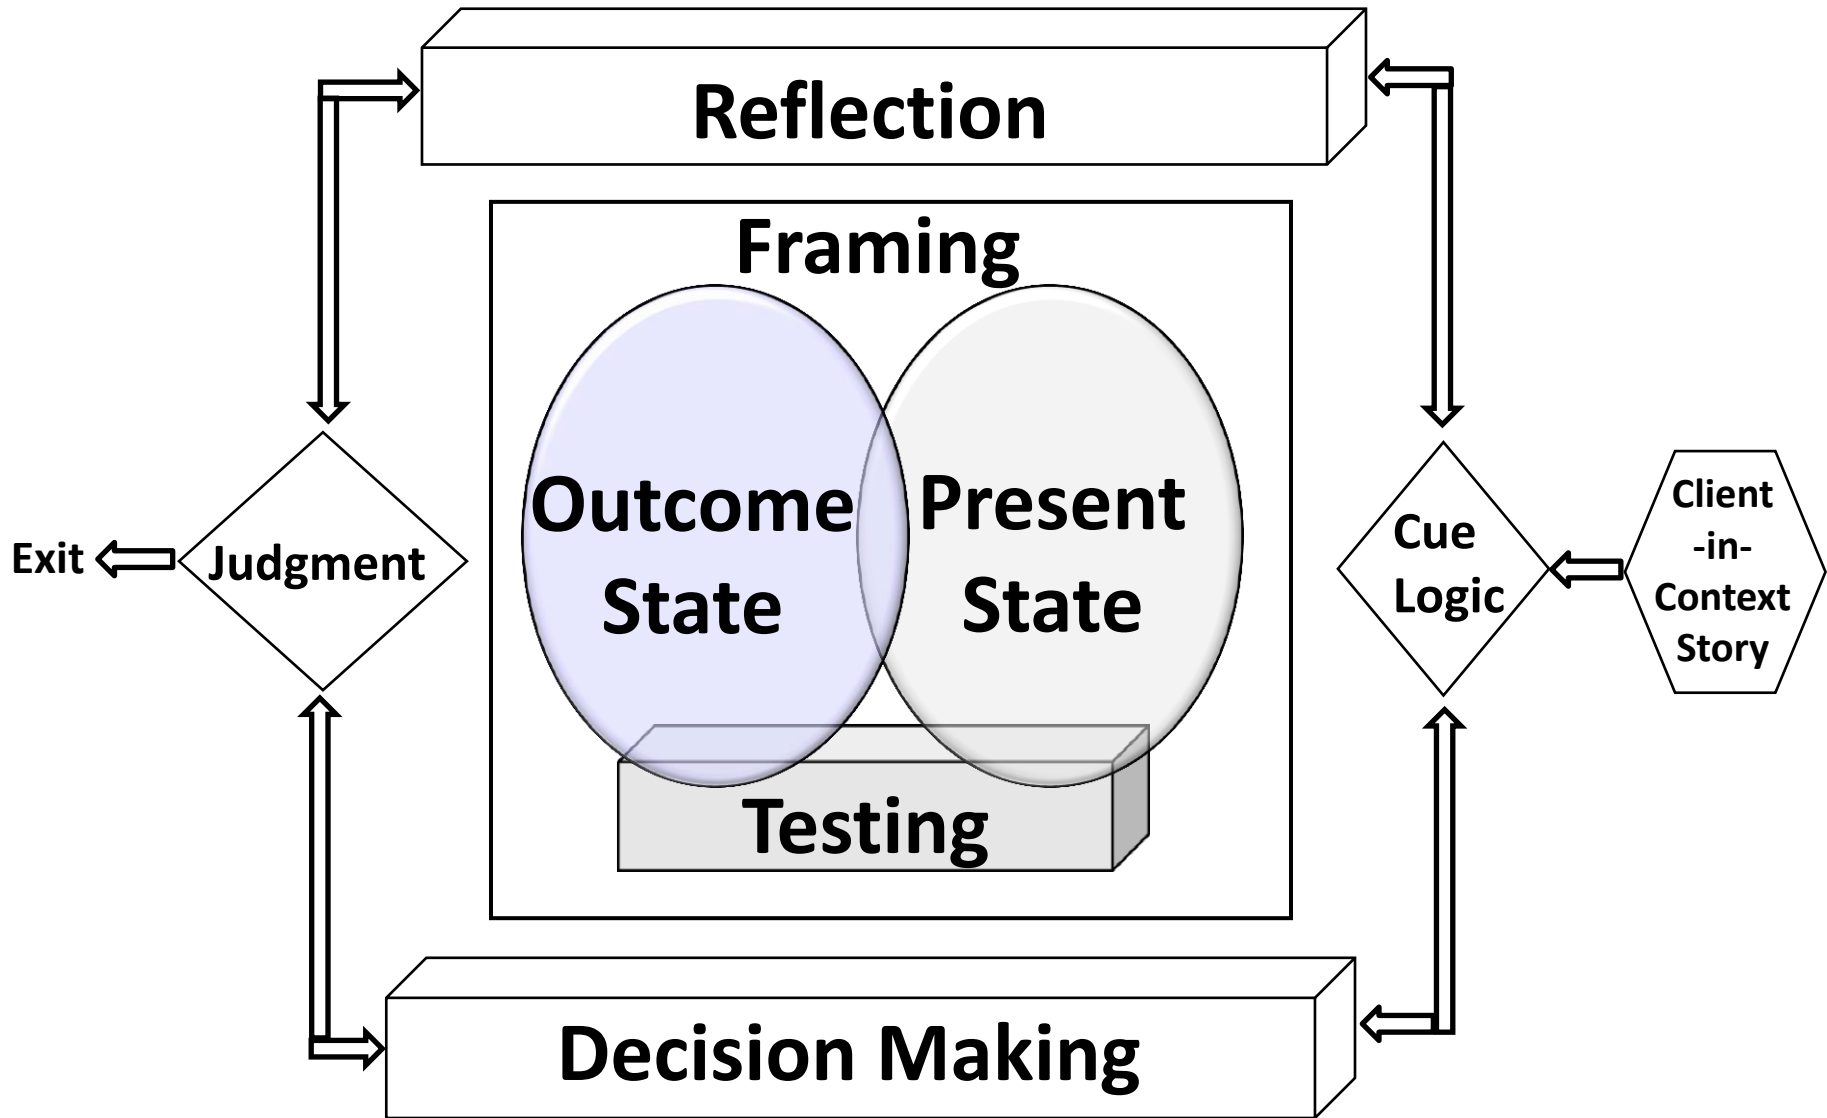 Reflection
Framing
Outcome
State
Present
State
Testing
Exit
Judgment
Cue
Logic
Client
-in-
Context
Story
Decision Making